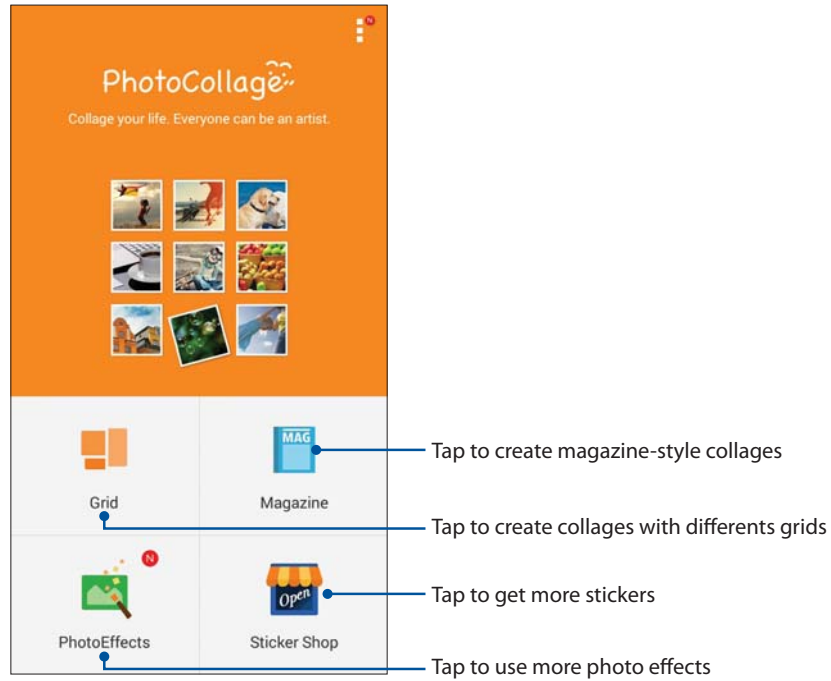 N
PhotoCollage
Collage your life. Everyone can be an artist.
MAG
Grid
Magazine
Tap to create magazine-style collages
Tap to create collages with differents grids
N
Open
PhotoEffects
Sticker Shop
Tap to get more stickers
Tap to use more photo effects